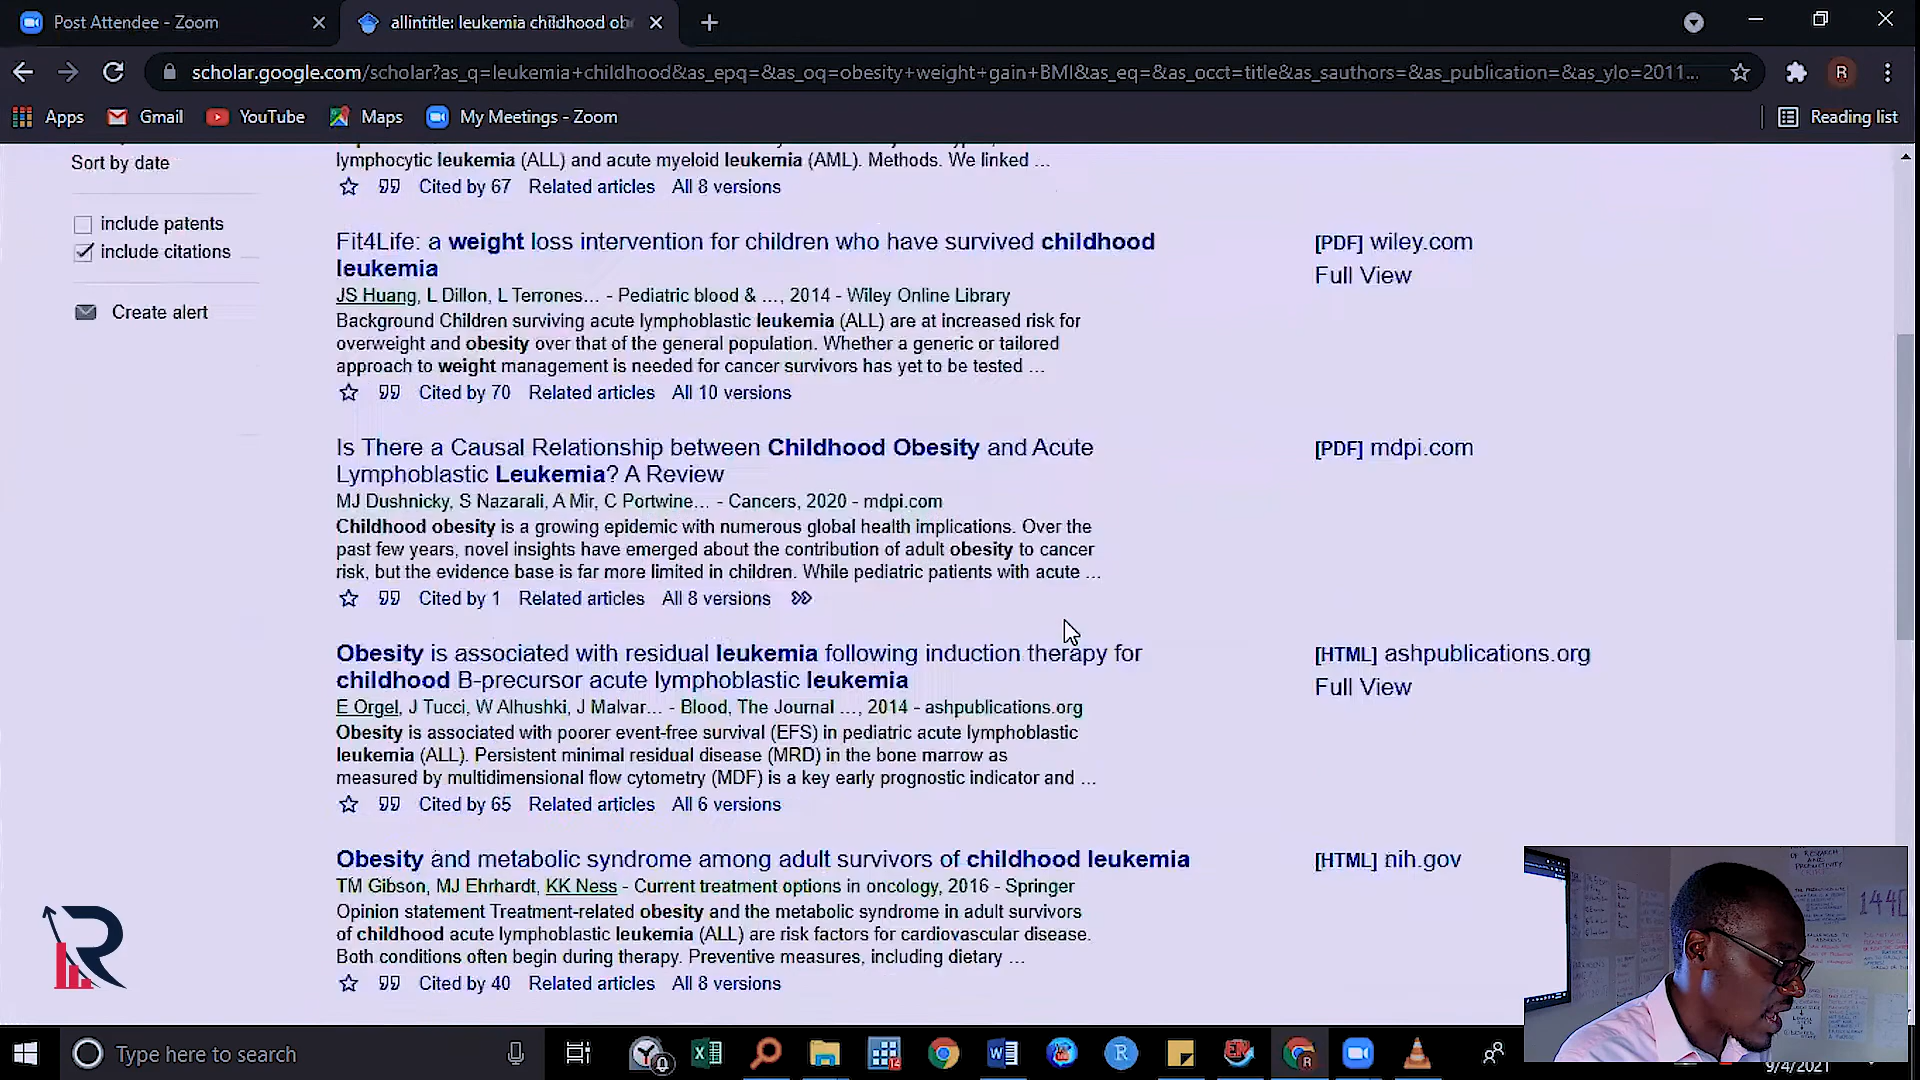 Post Attendee - Zoom
allintitle: leukemia childhood ob
scholar.google.com/scholar?as_q=leukemia+childhood&as_epq=&as_oq=obesity+weight+gain+BMI&as_eq=&as_occt=title&as_sauthors=&as_publication=&as_ylo=2011...
R
Apps
Gmail
YouTube
Maps
My Meetings - Zoom
Reading list
Sort by date
include patents
include citations
Create alert
lymphocytic leukemia (ALL) and acute myeloid leukemia (AML). Methods. We linked ...
Cited by 67 Related articles All 8 versions
Fit4Life: a weight loss intervention for children who have survived childhood
leukemia
[PDF] wiley.com
Full View
JS Huang, L Dillon, L Terrones... - Pediatric blood & ..., 2014 - Wiley Online Library
Background Children surviving acute lymphoblastic leukemia (ALL) are at increased risk for
overweight and obesity over that of the general population. Whether a generic or tailored
approach to weight management is needed for cancer survivors has yet to be tested ...
Cited by 70 Related articles All 10 versions
Is There a Causal Relationship between Childhood Obesity and Acute
Lymphoblastic Leukemia? A Review
[PDF] mdpi.com
MJ Dushnicky, S Nazarali, A Mir, C Portwine... - Cancers, 2020 - mdpi.com
Childhood obesity is a growing epidemic with numerous global health implications. Over the
past few years, novel insights have emerged about the contribution of adult obesity to cancer
risk, but the evidence base is far more limited in children. While pediatric patients with acute ...
Cited by 1 Related articles All 8 versions
Obesity is associated with residual leukemia following induction therapy for
childhood B-precursor acute lymphoblastic leukemia
[HTML] ashpublications.org
Full View
E Orgel, J Tucci, W Alhushki, J Malvar... - Blood, The Journal ..., 2014 - ashpublications.org
Obesity is associated with poorer event-free survival (EFS) in pediatric acute lymphoblastic
leukemia (ALL). Persistent minimal residual disease (MRD) in the bone marrow as
measured by multidimensional flow cytometry (MDF) is a key early prognostic indicator and ...
Cited by 65 Related articles All 6 versions
Obesity and metabolic syndrome among adult survivors of childhood leukemia
[HTML] nih.gov
TM Gibson, MJ Ehrhardt, KK Ness - Current treatment options in oncology, 2016 - Springer
Opinion statement Treatment-related obesity and the metabolic syndrome in adult survivors
of childhood acute lymphoblastic leukemia (ALL) are risk factors for cardiovascular disease.
Both conditions often begin during therapy. Preventive measures, including dietary ...
Cited by 40 Related articles All 8 versions
R
1440
Type here to search
9/4/2021